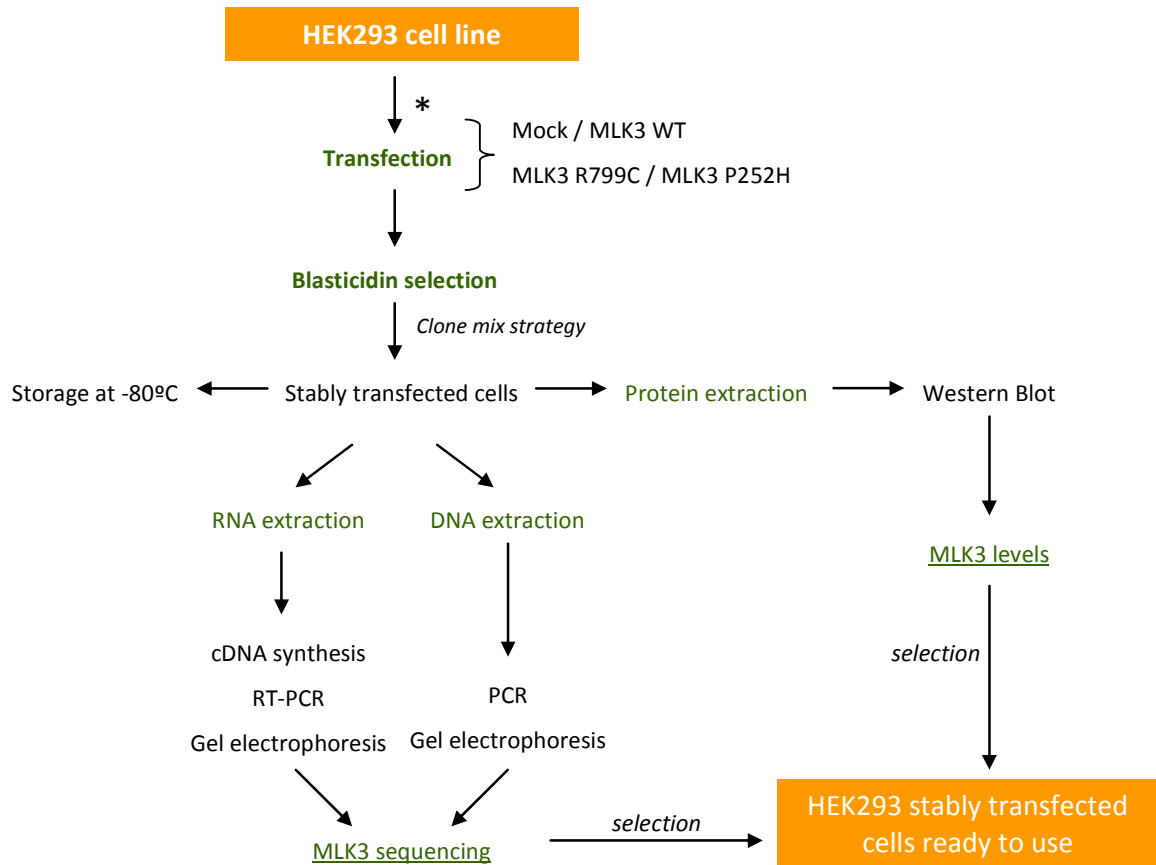 HEK293 cell line
*
Transfection
Mock / MLK3 WT
MLK3 R799C / MLK3 P252H
Blasticidin selection
Clone mix strategy
Storage at -80ºC
Stably transfected cells
Protein extraction
Western Blot
RNA extraction
DNA extraction
MLK3 levels
cDNA synthesis
RT-PCR
Gel electrophoresis
PCR
Gel electrophoresis
selection
MLK3 sequencing
selection
HEK293 stably transfected
cells ready to use